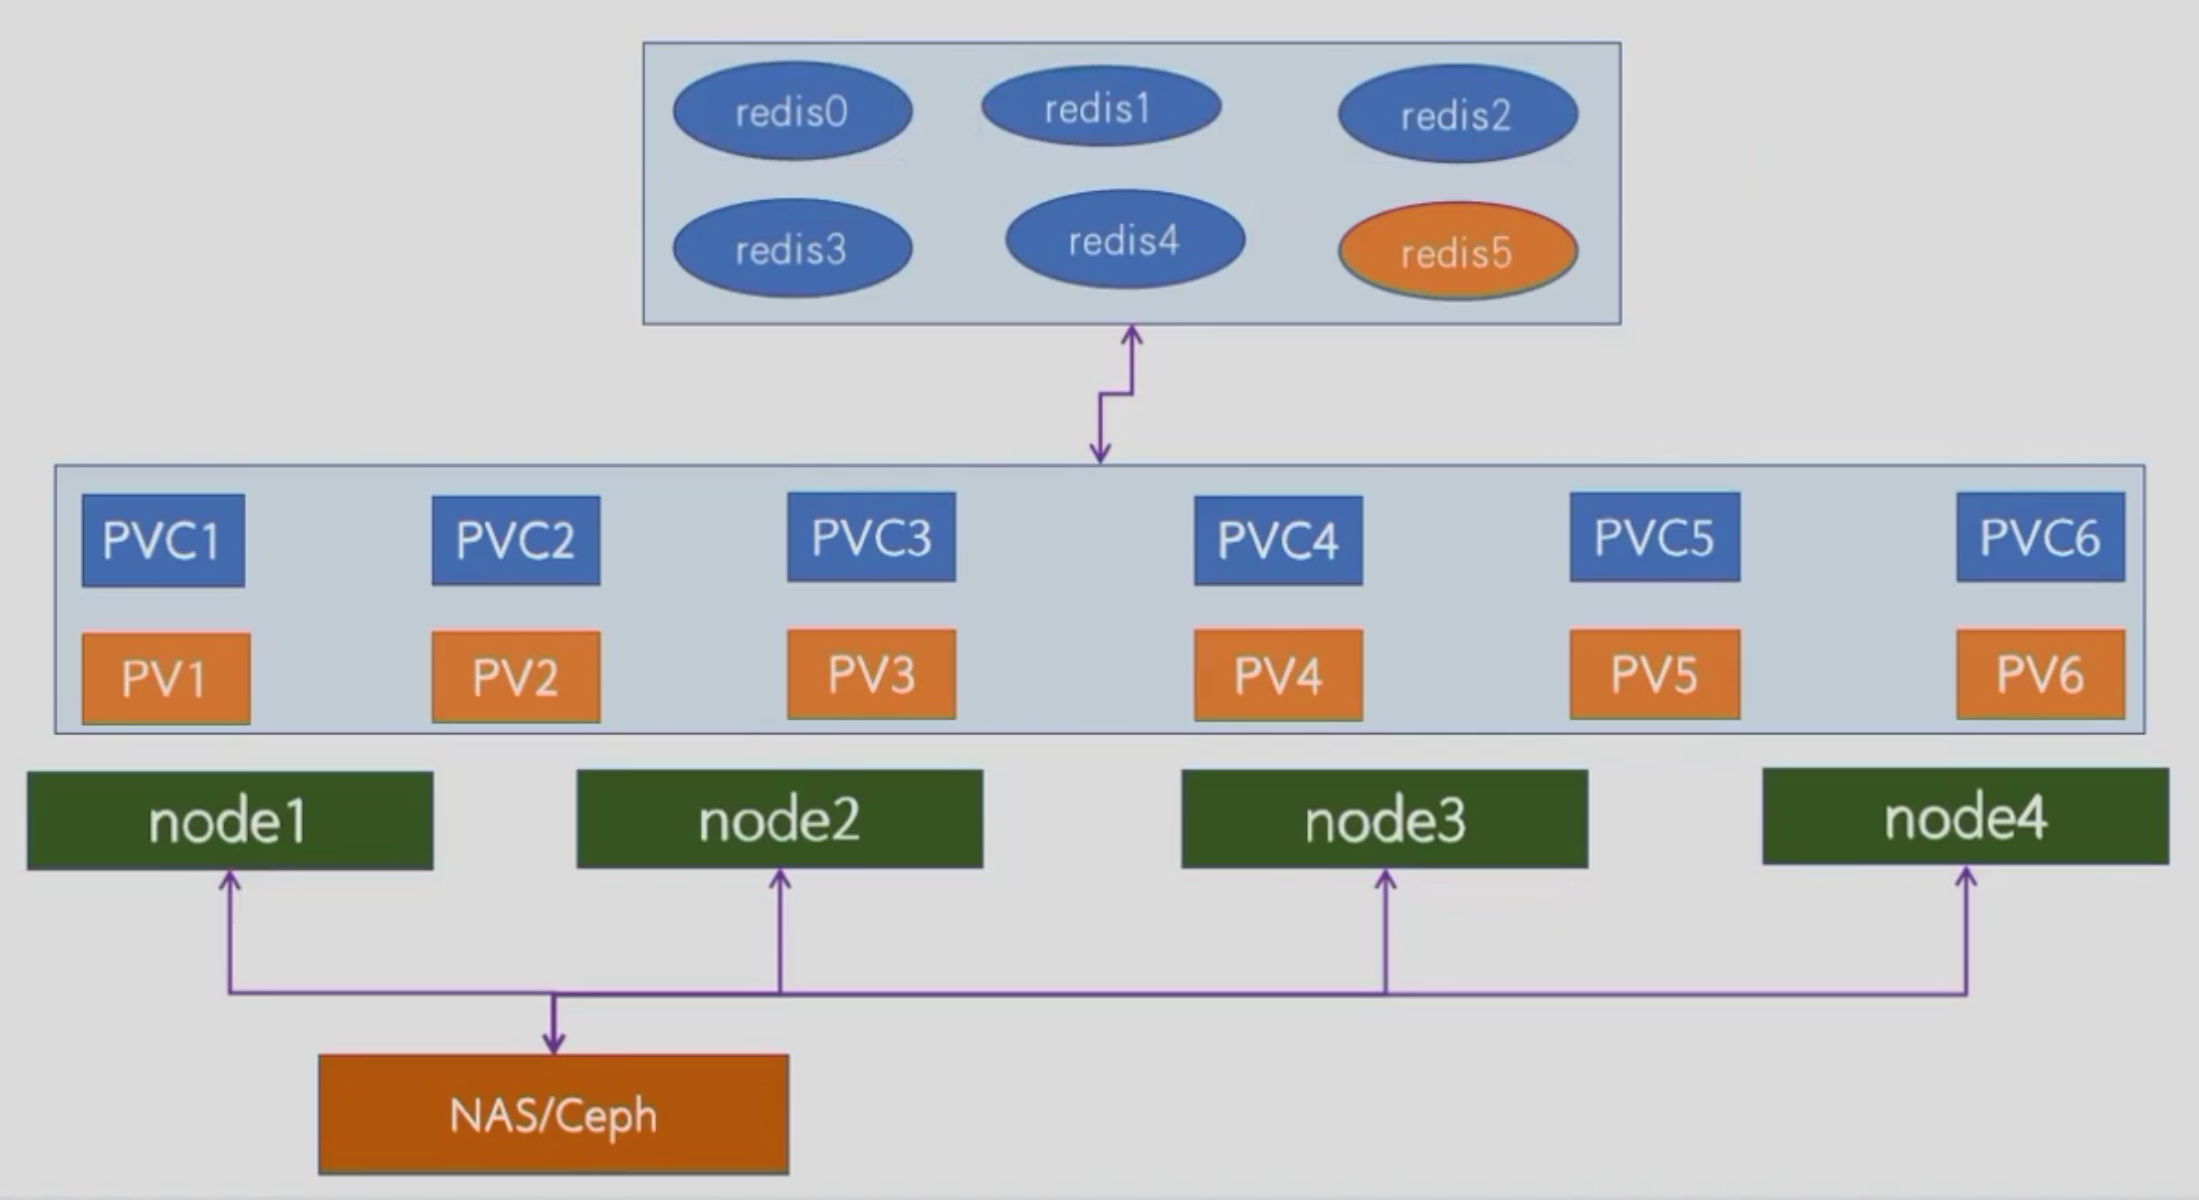 redis0
redis1
redis2
redis3
redis4
redis5
PVC1
PVC2
PVC3
PVC4
PVC5
PVC6
PV1
PV2
PV3
PV4
PV5
PV6
node1
node2
node3
node4
NAS/Ceph